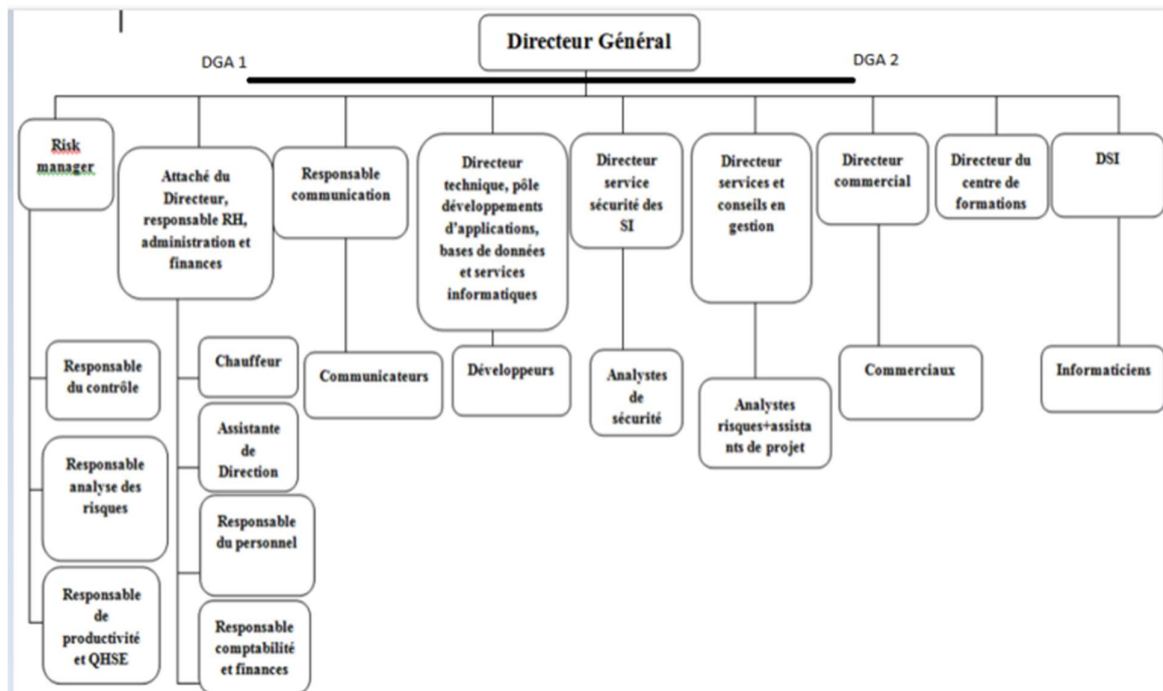 Directeur Général
DGA 1
DGA 2
Risk
manager
Attaché du
Directeur,
responsable RH,
administration et
finances
Responsable
communication
Directeur
technique, pôle
développements
d'applications,
bases de données
et services
informatiques
Directeur
service
sécurité des
SI
Directeur
services et
conseils en
gestion
Directeur
commercial
Directeur du
centre de
formations
DSI
Responsable
du contrôle
Responsable
analyse des
risques
Responsable
de
productivité
et QHSE
Chauffeur
Assistante
de
Direction
Responsable
du personnel
Responsable
comptabilité
et finances
Communicateurs
Développeurs
Analystes
de
sécurité
Analystes
risques+assista
nts de projet
Commerciaux
Informaticiens